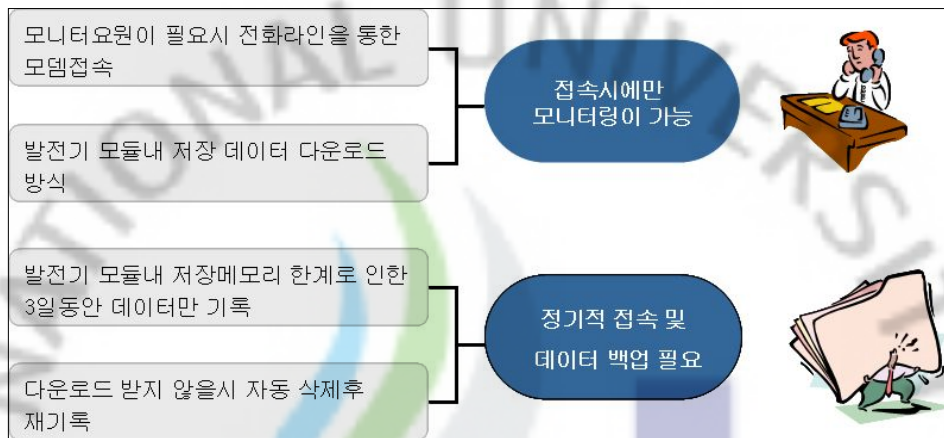 모니터요원이 필요시 전화라인을 통한
모뎀접속
발전기 모듈내 저장 데이터 다운로드
방식
접속시에만
모니터링이 가능
발전기 모듈내 저장메모리 한계로 인한
3일동안 데이터만 기록
다운로드 받지 않을시 자동 삭제후
재기록
정기적 접속 및
데이터 백업 필요
NATIONAL UNIVERSITY